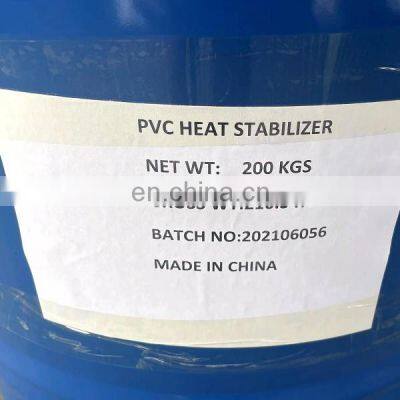 PVC HEAT STABILIZER
NET WT: 200 KGS
en.china.cn
BATCH NO:202106056
MADE IN CHINA